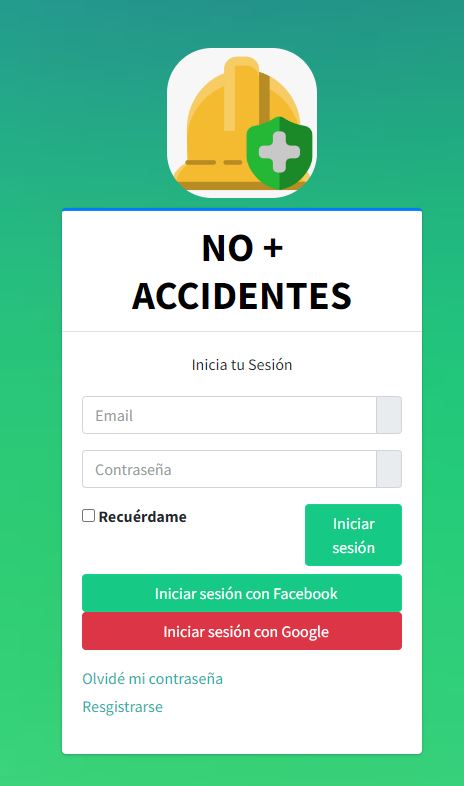 NO +
ACCIDENTES
Inicia tu Sesión
Email
Contraseña
Recuérdame
Iniciar
sesión
Iniciar sesión con Facebook
Iniciar sesión con Google
Olvidé mi contraseña
Resgistrarse